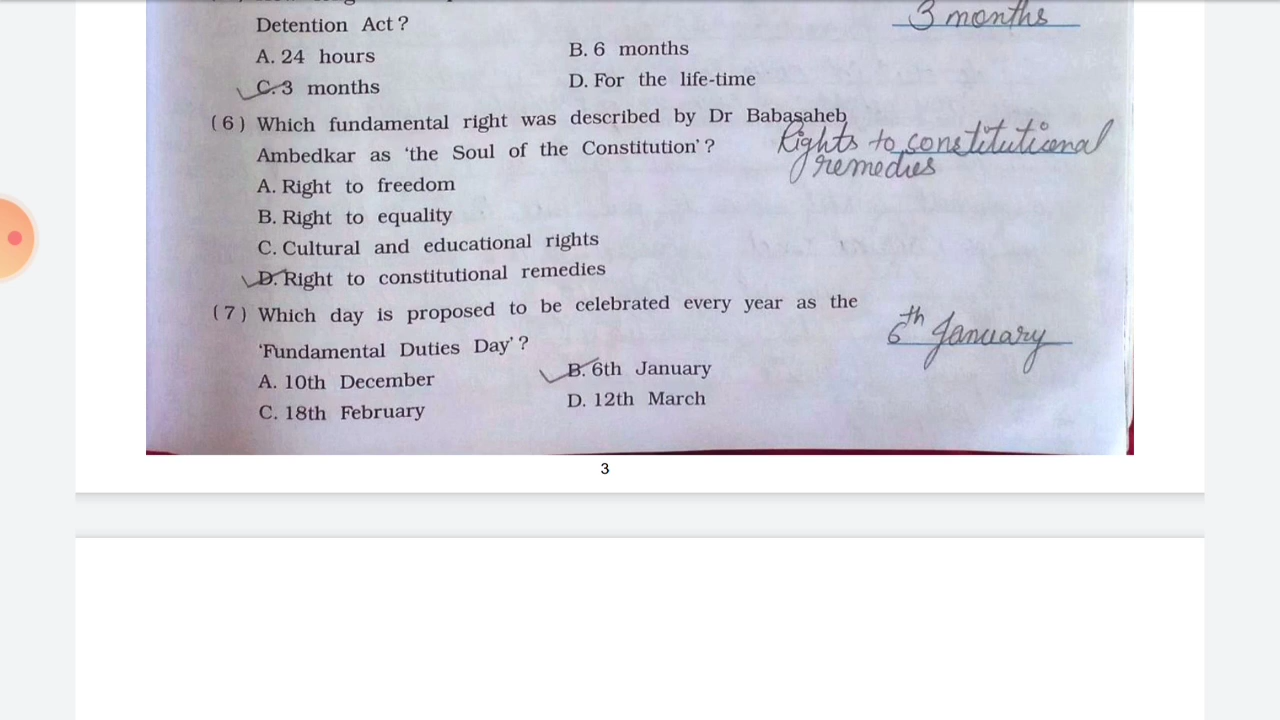 3 months
Detention Act ?
A. 24 hours
B. 6 months
C. 3 months
D. For the life-time
(6) Which fundamental right was described by Dr Babasaheb
Ambedkar as 'the Soul of the Constitution' ?
Rights to constitutional
remedies
A. Right to freedom
B. Right to equality
C. Cultural and educational rights
D. Right to constitutional remedies
(7) Which day is proposed to be celebrated every year as the
'Fundamental Duties Day' ?
6th January
A. 10th December
B. 6th January
C. 18th February
D. 12th March
3